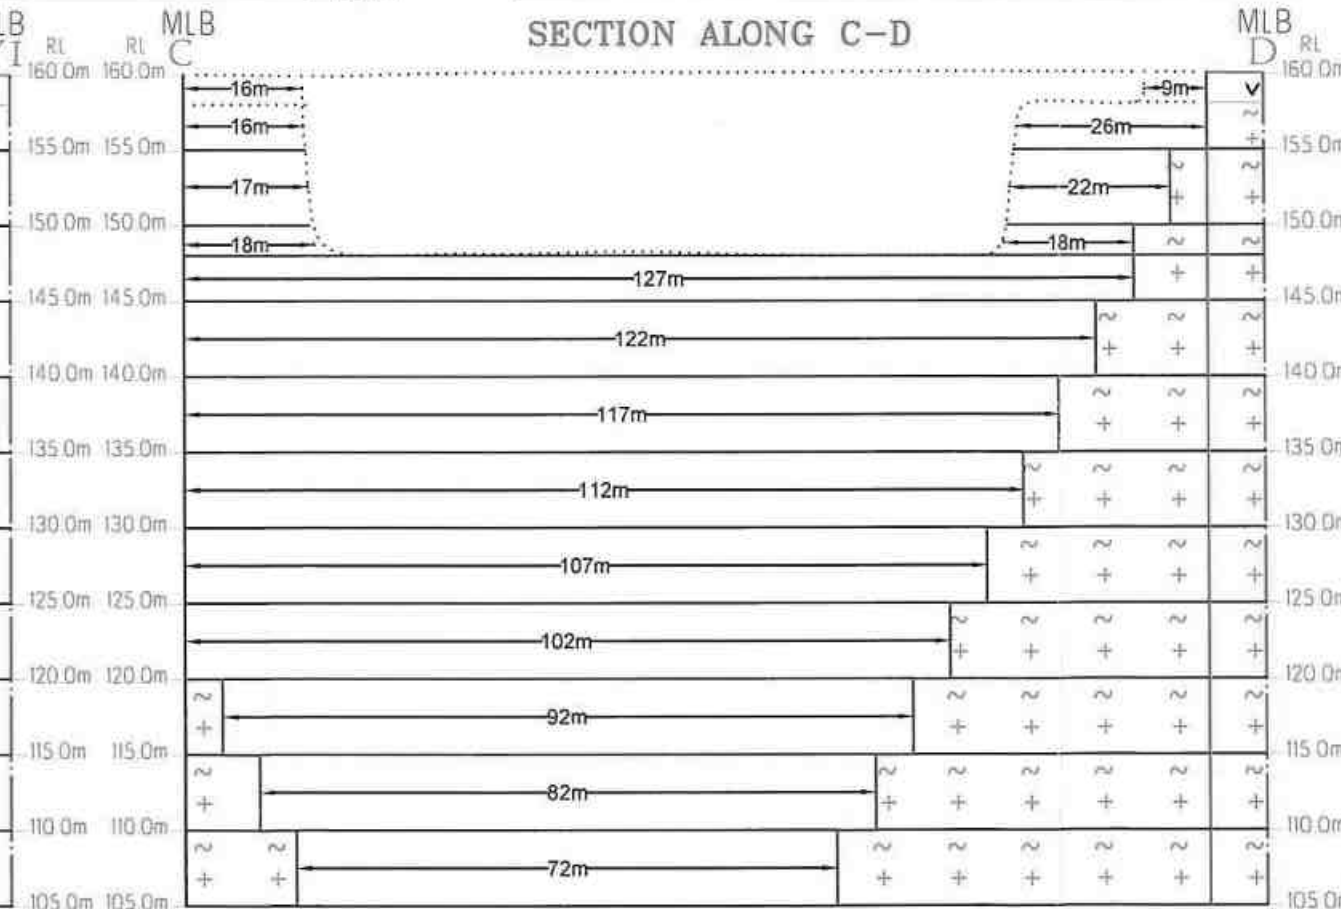 LB MLB SECTION ALONG C-D MLB
I RL RL C D RL
160.0m 160.0m 160.0m
16m 9m
16m 26m
155.0m 155.0m 155.0m
17m 22m
150.0m 150.0m 150.0m
18m 18m
127m
145.0m 145.0m 145.0m
122m
140.0m 140.0m 140.0m
117m
135.0m 135.0m 135.0m
112m
130.0m 130.0m 130.0m
107m
125.0m 125.0m 125.0m
102m
120.0m 120.0m 120.0m
92m
115.0m 115.0m 115.0m
82m
110.0m 110.0m 110.0m
72m
105.0m 105.0m 105.0m